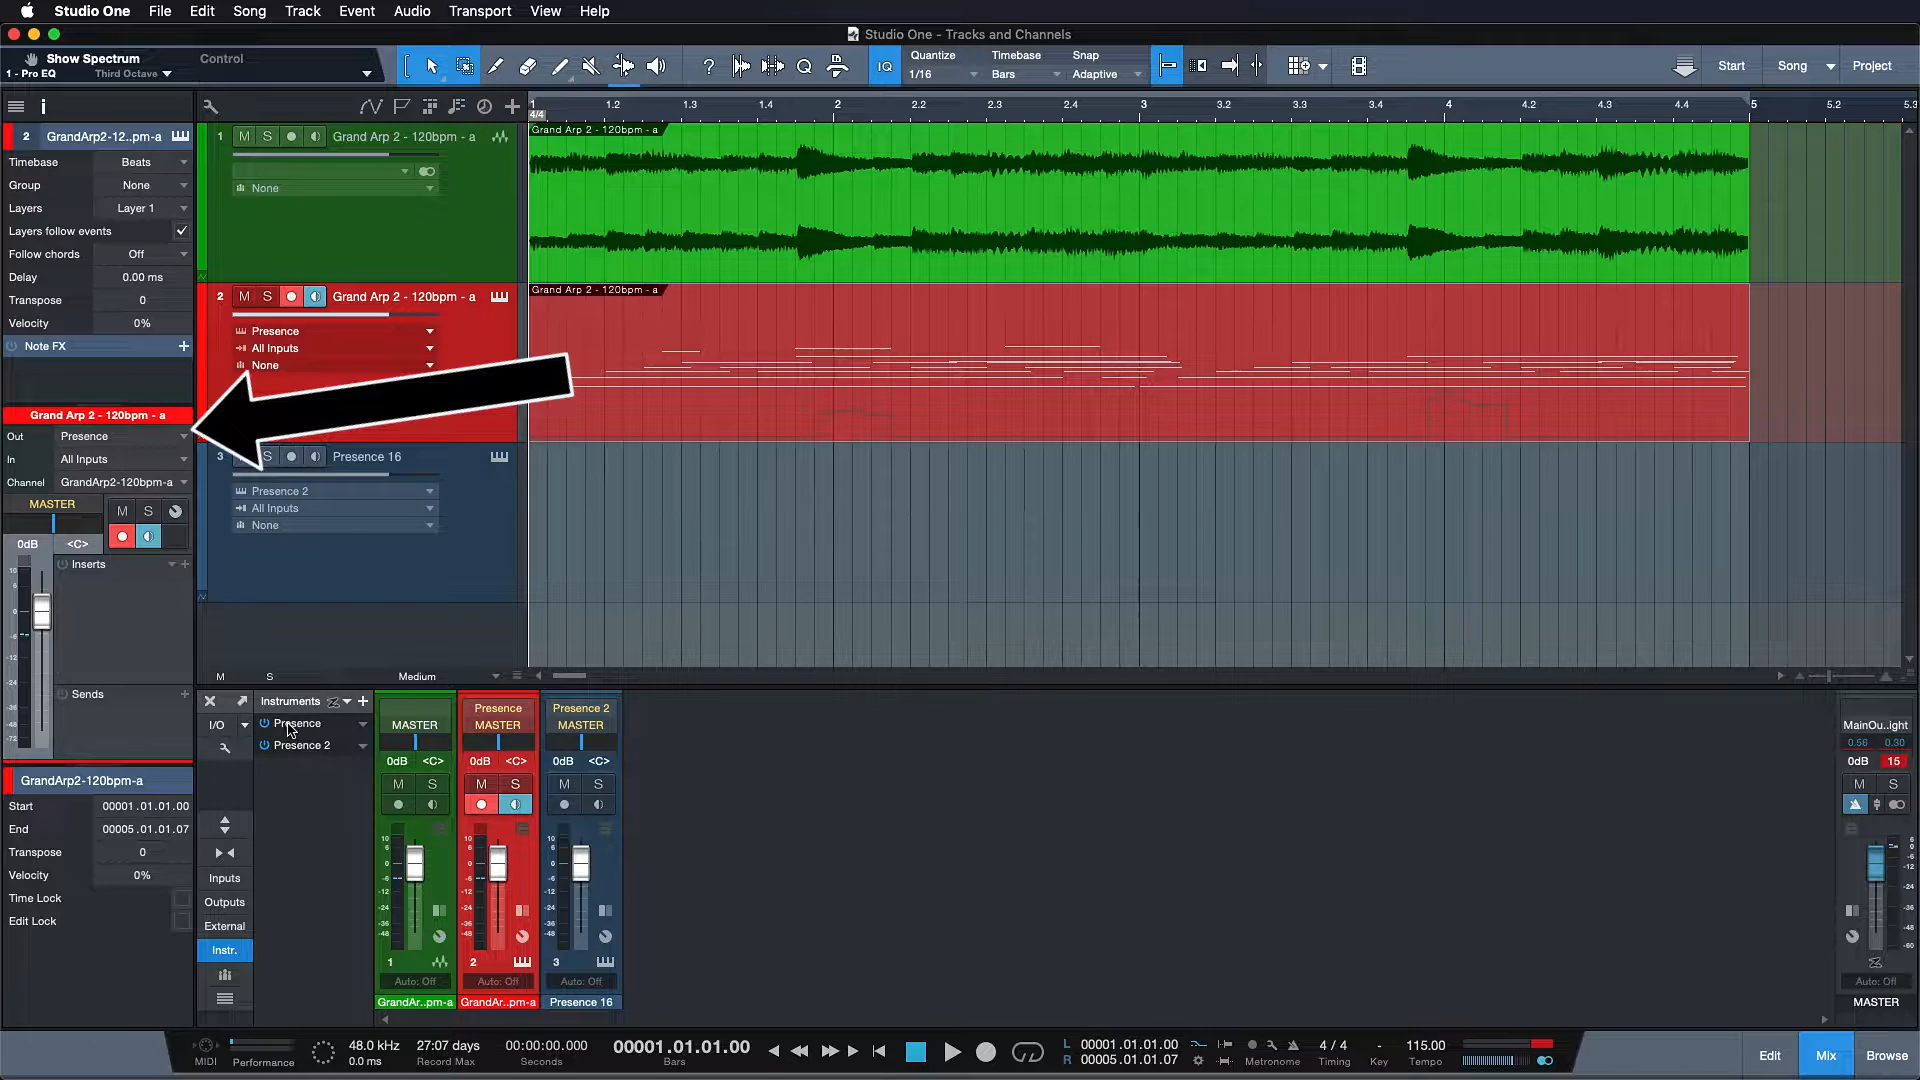 Studio One File Edit Song Track Event Audio Transport View Help
Studio One - Tracks and Channels
Show Spectrum Control
1 - Pro EQ Third Octave
? IQ Quantize Timebase Snap Start Song Project
1/16 Bars Adaptive
i 1 1.2 1.3 1.4 2 2.2 2.3 2.4 3 3.2 3.3 3.4 4 4.2 4.3 4.4 5 5.2 5.3
4/4
2 GrandArp2-12..pm-a
Timebase Beats
Group None
Layers Layer 1
Layers follow events
Follow chords Off
Delay 0.00 ms
Transpose 0
Velocity 0%
Note FX
Grand Arp 2 - 120bpm - a
Out Presence
In All Inputs
Channel GrandArp2-120bpm-a
MASTER M S
0dB <C>
Inserts
Sends
GrandArp2-120bpm-a
Start 00001.01.01.00
End 00005.01.01.07
Transpose 0
Velocity 0%
Time Lock
Edit Lock
1 M S Grand Arp 2 - 120bpm - a
None
Grand Arp 2 - 120bpm - a
2 M S Grand Arp 2 - 120bpm - a
Presence
All Inputs
None
Grand Arp 2 - 120bpm - a
3 S Presence 16
Presence 2
All Inputs
None
M S Medium
Instruments
I/O Presence
Presence 2
Inputs
Outputs
External
Instr.
MASTER
0dB <C>
M S
1
Auto: Off
GrandAr..pm-a
Presence
MASTER
0dB <C>
M S
2
Auto: Off
GrandAr..pm-a
Presence 2
MASTER
0dB <C>
M S
3
Auto: Off
Presence 16
MainOu..ight
0.56 0.30
0dB 15
M S
Auto: Off
MASTER
MIDI Performance
48.0 kHz 27:07 days 00:00:00.000 00001.01.01.00
0.0 ms Record Max Seconds Bars
L 00001.01.01.00
R 00005.01.01.07
Metronome
4 / 4 - 115.00
Timing Key Tempo
Edit Mix Browse